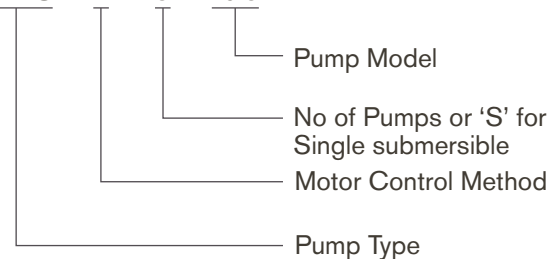 Pump Model
No of Pumps or ‘S’ for
Single submersible
Motor Control Method
Pump Type